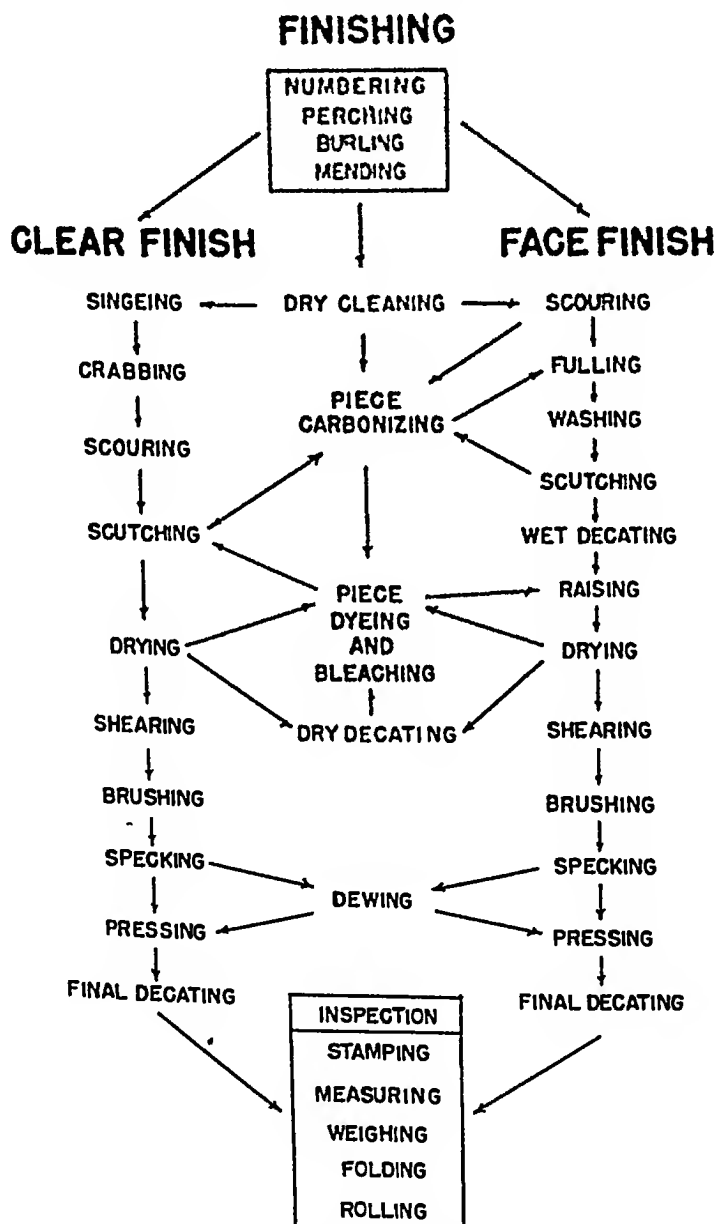 FINISHING
NUMBERING
PERCHING
BURLING
MENDING
CLEAR FINISH
FACE FINISH
SINGEING
DRY CLEANING
SCOURING
CRABBING
FULLING
PIECE
CARBONIZING
WASHING
SCOURING
SCUTCHING
SCUTCHING
WET DECATING
PIECE
DYEING
AND
BLEACHING
RAISING
DRYING
DRYING
SHEARING
DRY DECATING
SHEARING
BRUSHING
BRUSHING
SPECKING
SPECKING
DEWING
PRESSING
PRESSING
FINAL DECATING
FINAL DECATING
INSPECTION
STAMPING
MEASURING
WEIGHING
FOLDING
ROLLING